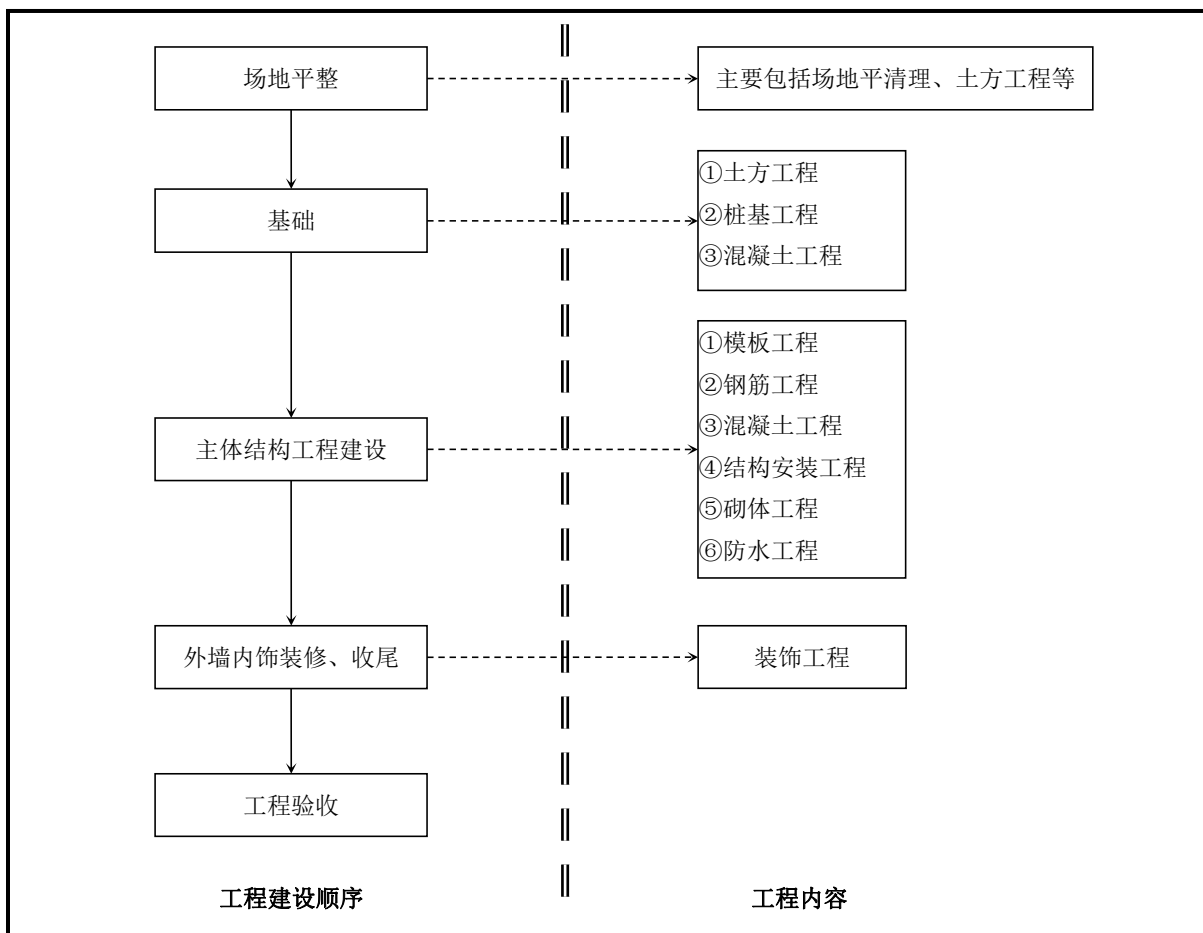 场地平整
主要包括场地平清理、土方工程等
基础
①土方工程
②桩基工程
③混凝土工程
主体结构工程建设
①模板工程
②钢筋工程
③混凝土工程
④结构安装工程
⑤砌体工程
⑥防水工程
外墙内饰装修、收尾
装饰工程
工程验收
工程建设顺序
工程内容